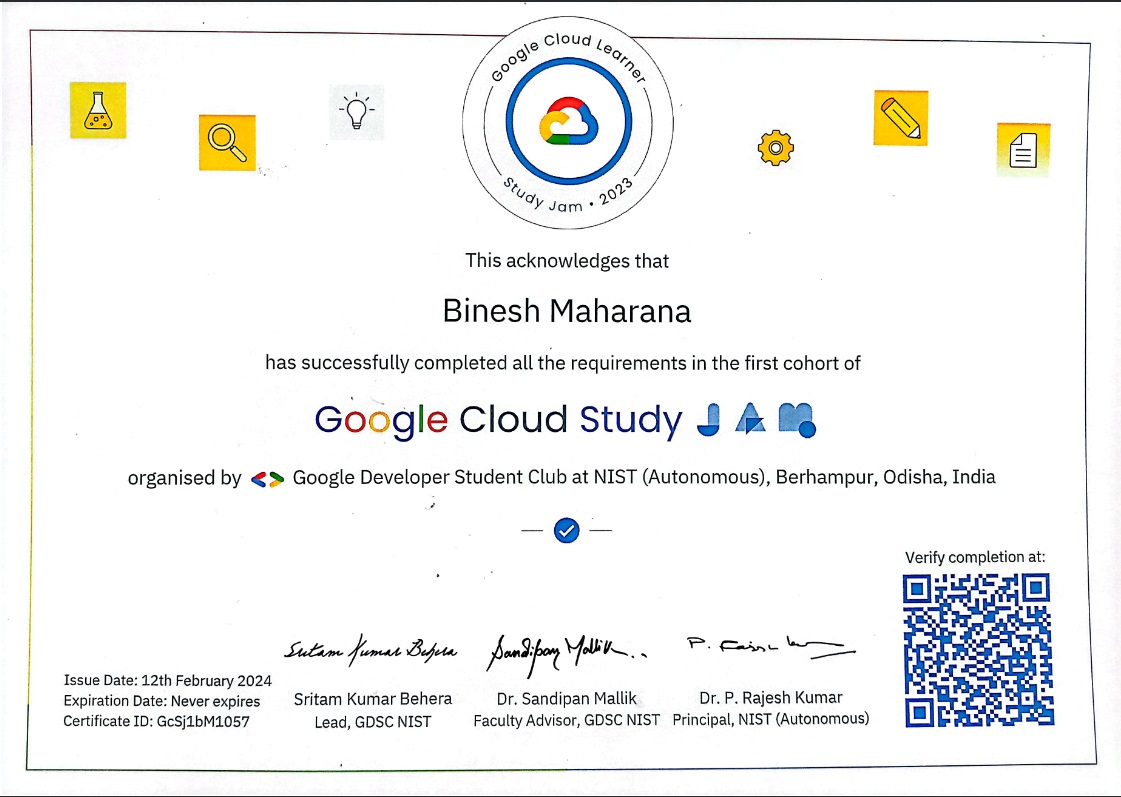 Google Cloud Learner
Study Jam • 2023
This acknowledges that
Binesh Maharana
has successfully completed all the requirements in the first cohort of
Google Cloud Study JAM
organised by <> Google Developer Student Club at NIST (Autonomous), Berhampur, Odisha, India
Verify completion at:
Sritam Kumar Behera
Sandipan Mallik..
Issue Date: 12th February 2024
Expiration Date: Never expires
Certificate ID: GcSj1bM1057
Sritam Kumar Behera
Lead, GDSC NIST
Dr. Sandipan Mallik
Faculty Advisor, GDSC NIST
Dr. P. Rajesh Kumar
Principal, NIST (Autonomous)